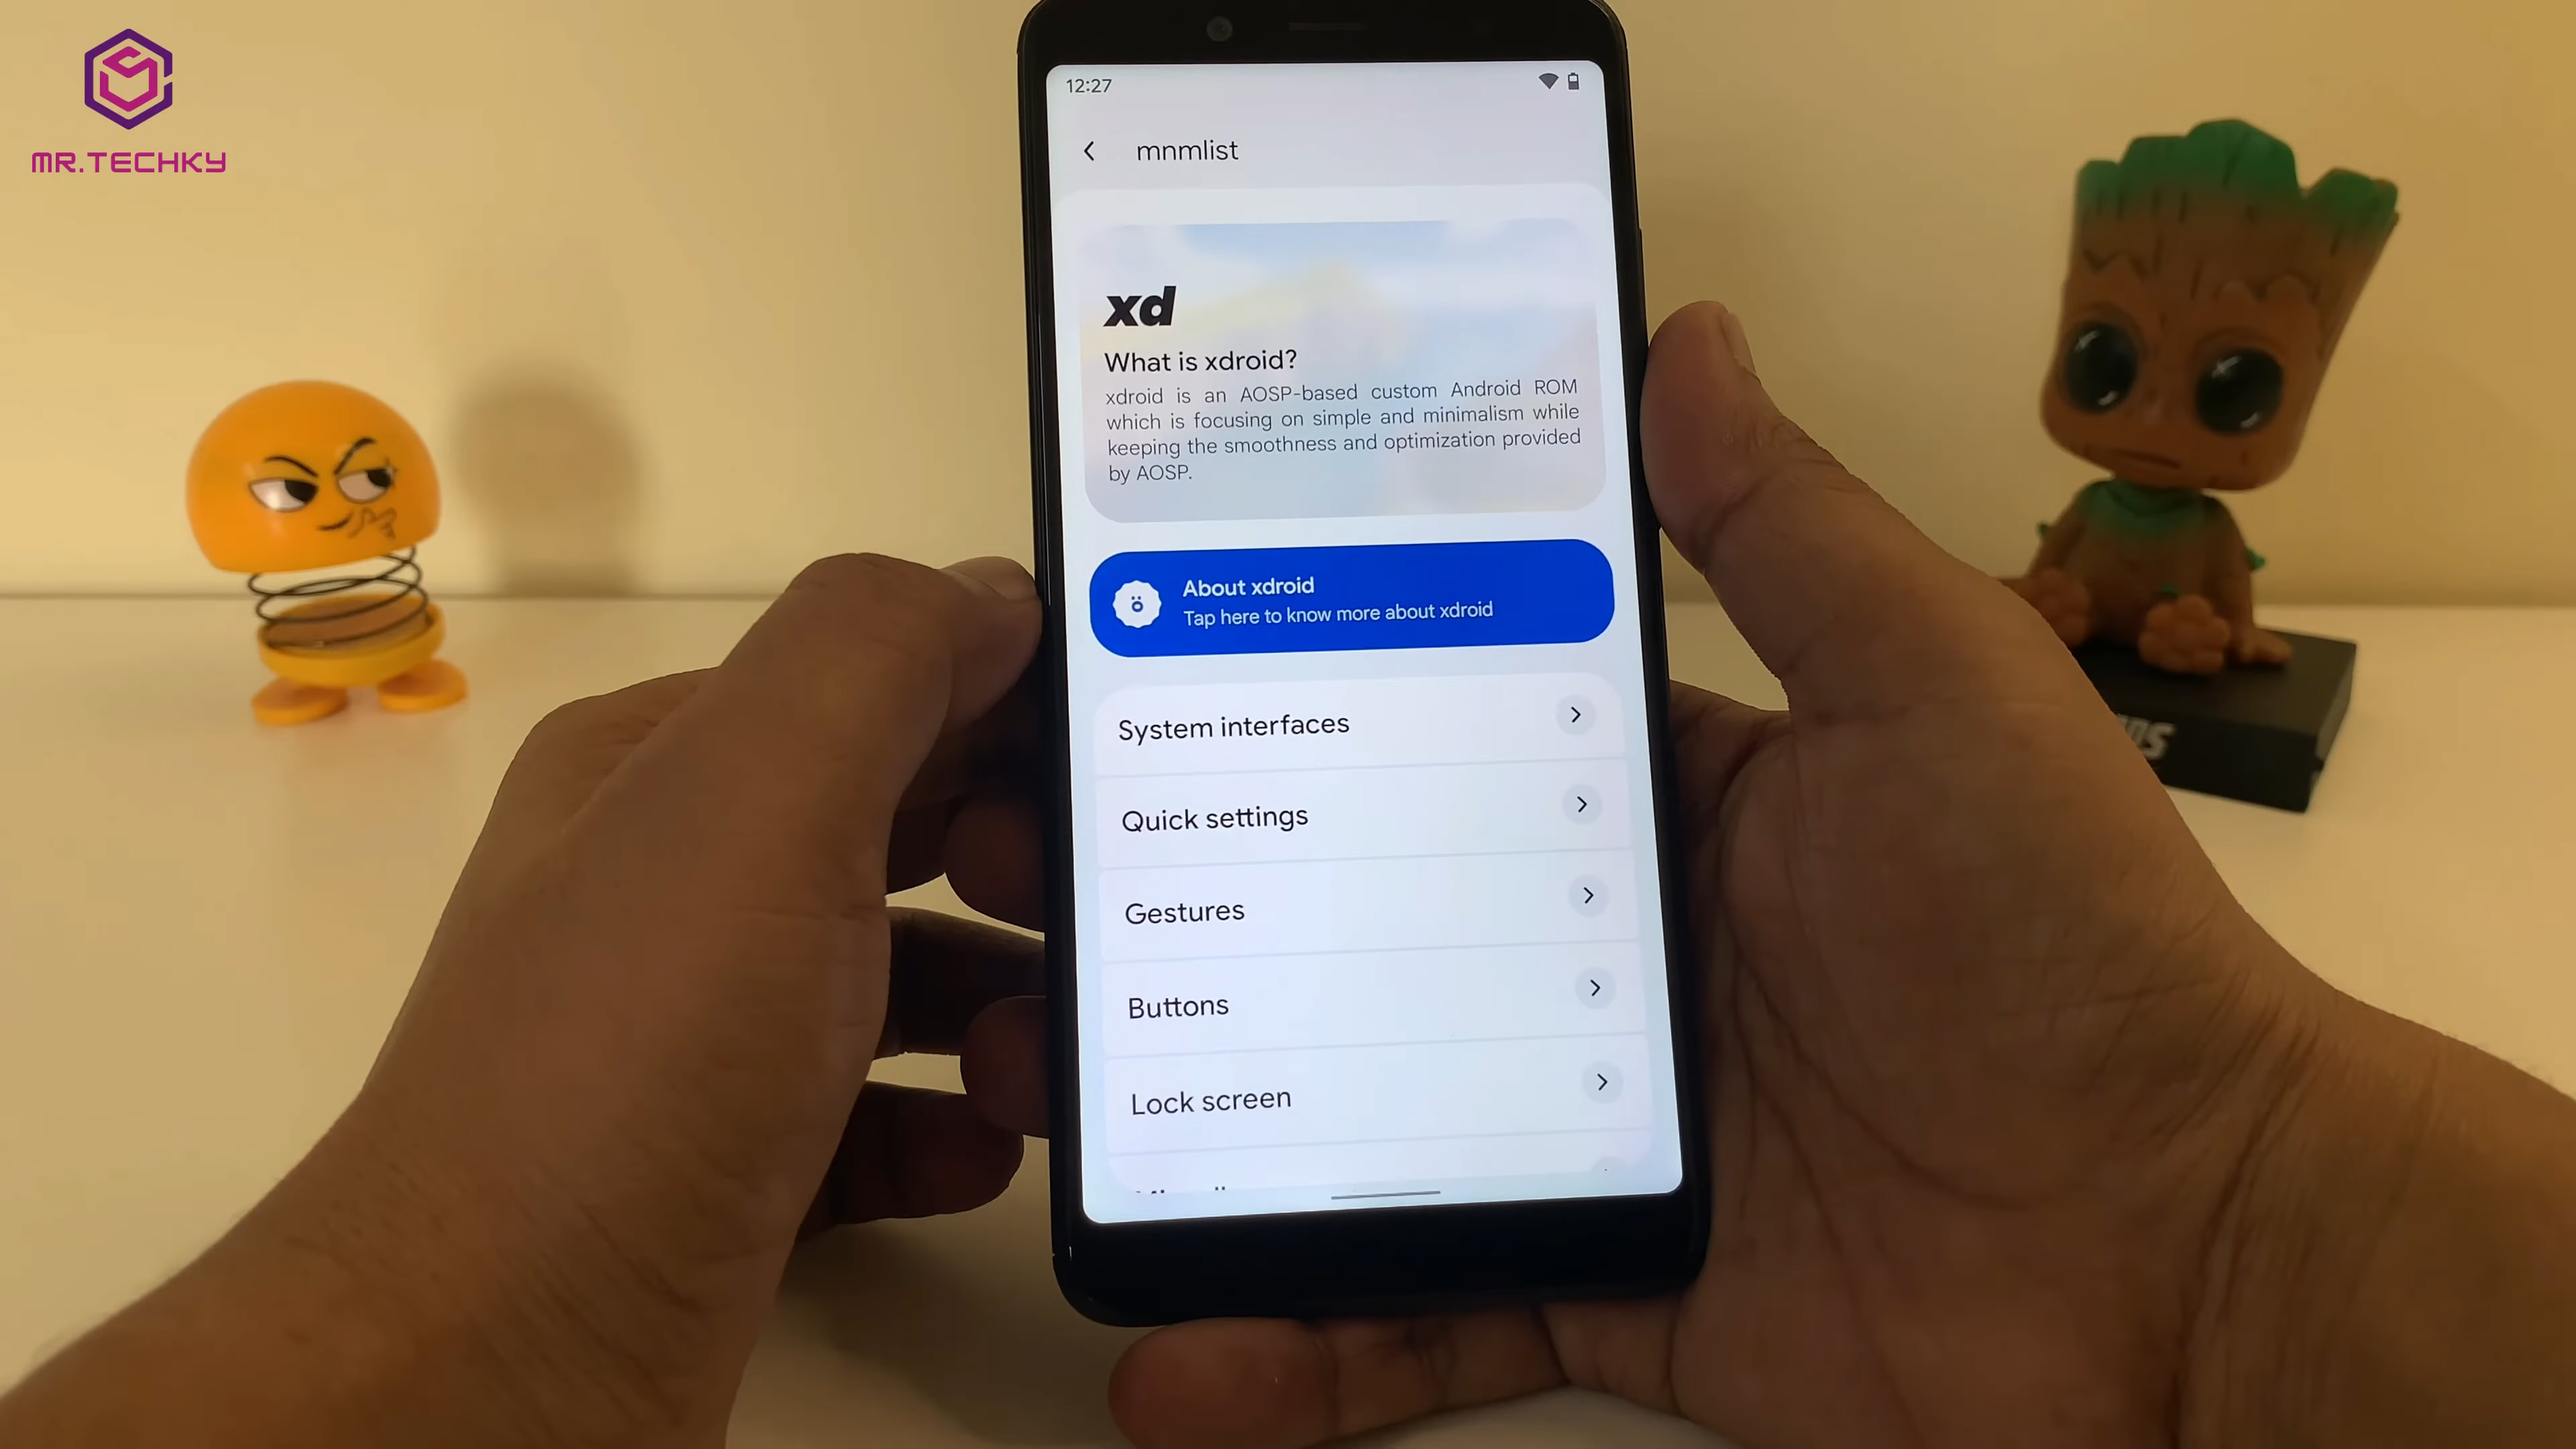 MR.TECHKY
12:27
mnmlist
xd
What is xdroid?
xdroid is an AOSP-based custom Android ROM
which is focusing on simple and minimalism while
keeping the smoothness and optimization provided
by AOSP.
About xdroid
Tap here to know more about xdroid
System interfaces
Quick settings
Gestures
Buttons
Lock screen